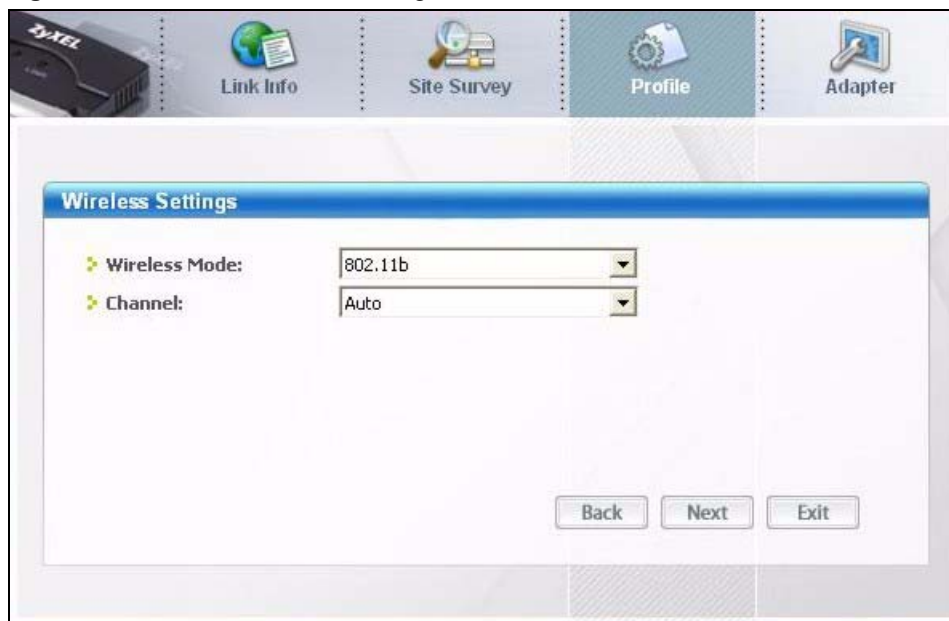 ZyXEL
Link Info
Site Survey
Profile
Adapter
Wireless Settings
Wireless Mode:
802.11b
Channel:
Auto
Back
Next
Exit